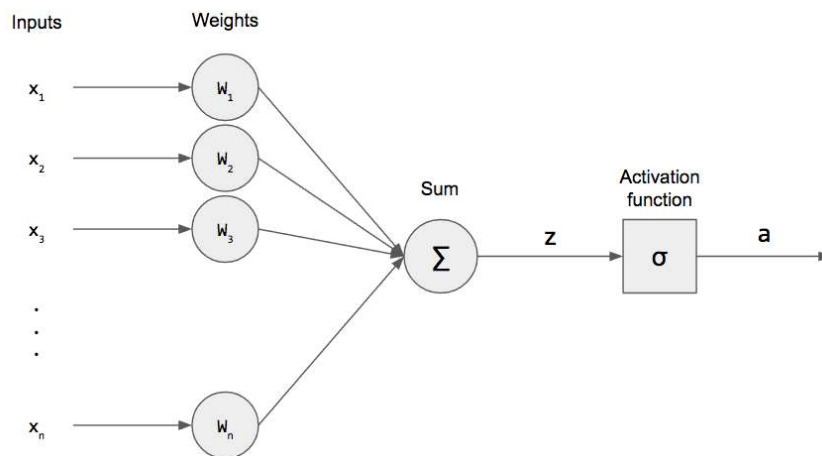 Inputs
Weights
x₁
W₁
x₂
W₂
x₃
W₃
.
.
.
xₙ
Wₙ
Sum
Σ
z
Activation
function
σ
a